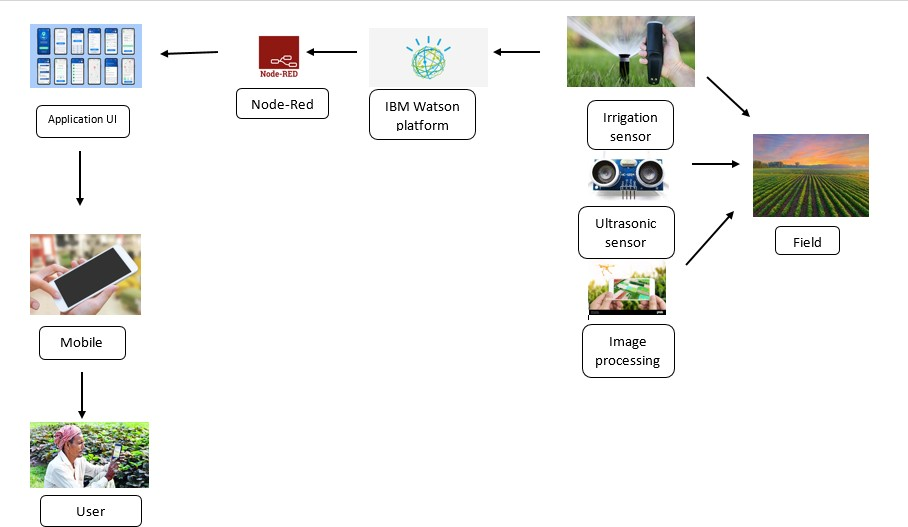 Node-RED
Application UI
Node-Red
IBM Watson
platform
Irrigation
sensor
Ultrasonic
sensor
Field
Mobile
Image
processing
User